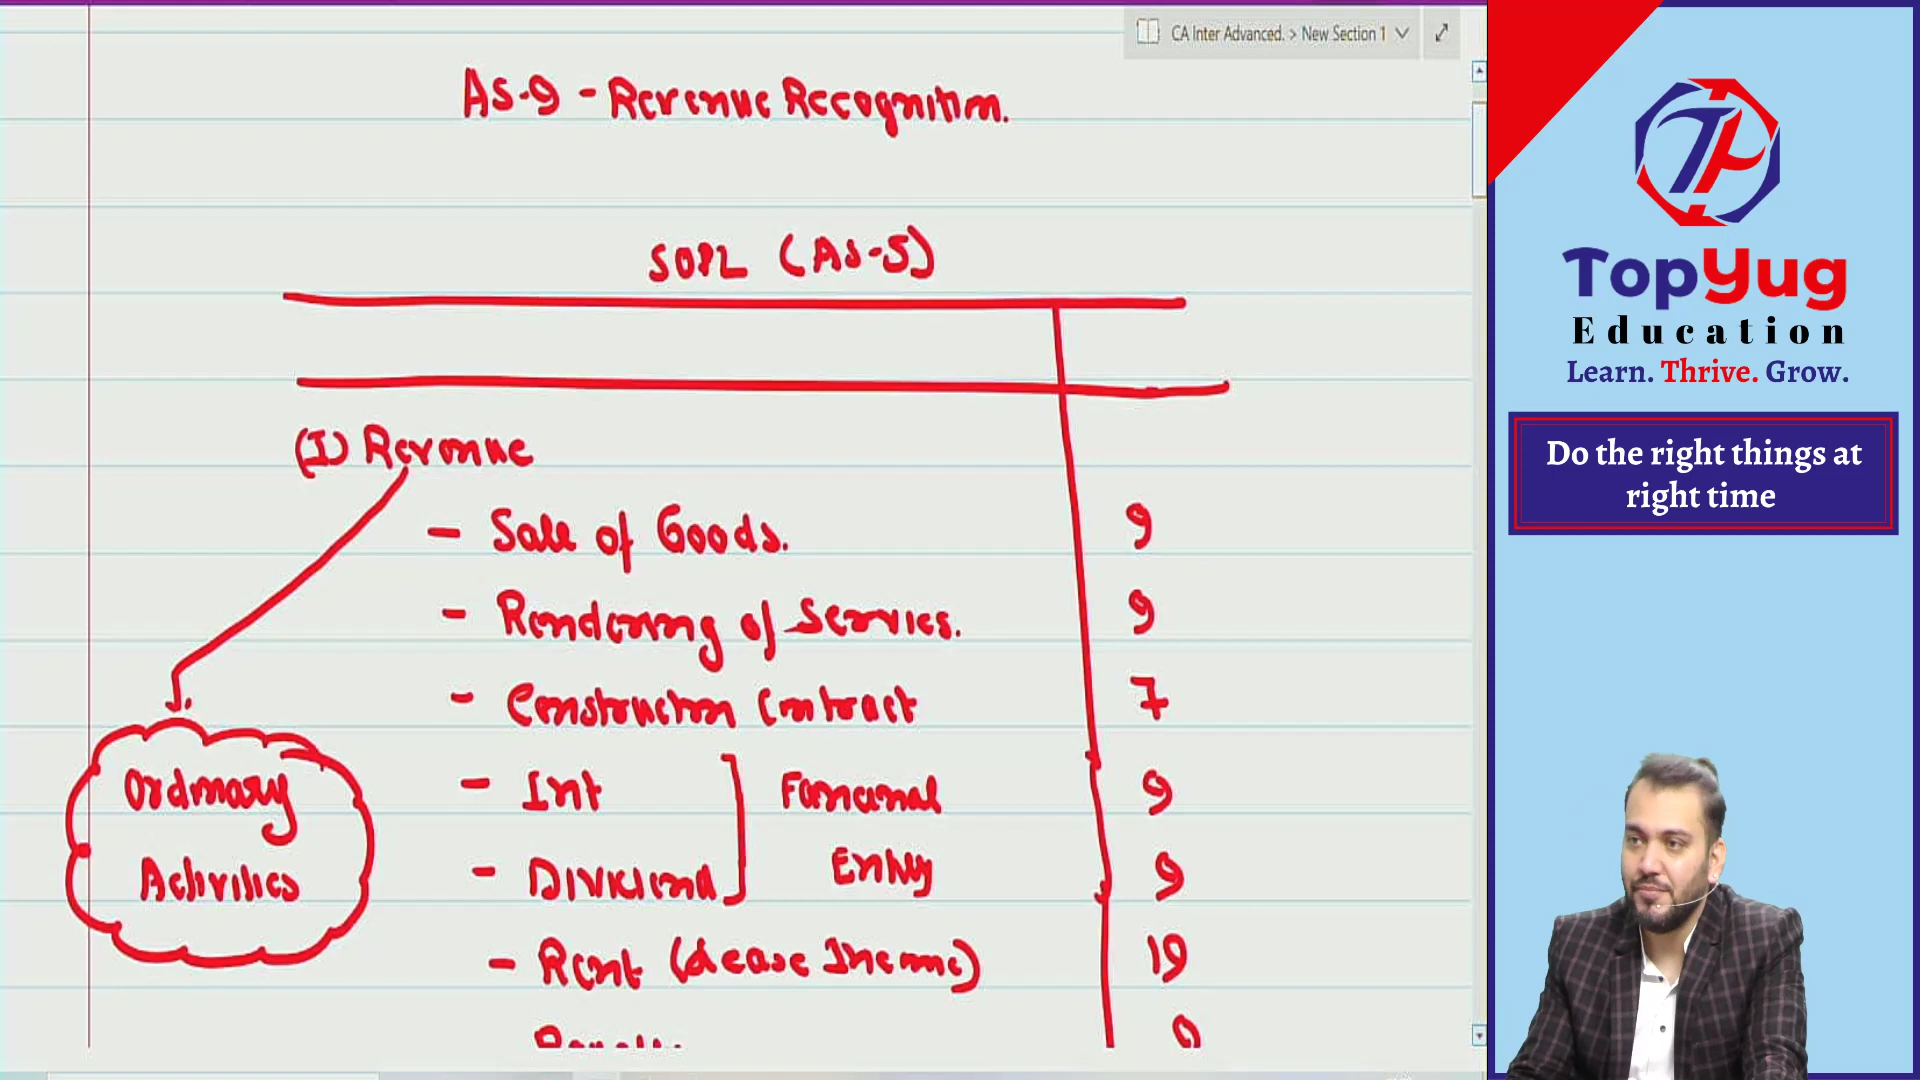 CA Inter Advanced. > New Section 1
AS-9 - Revenue Recognition.
SOPL (AS-5)
(I) Revenue
- Sale of Goods. 9
- Rendering of Services. 9
- Construction Contract 7
- Int Financial 9
- Dividend Entity 9
- Rent (Lease Income) 19
9
Ordinary
Activities
TopYug
Education
Learn. Thrive. Grow.
Do the right things at
right time